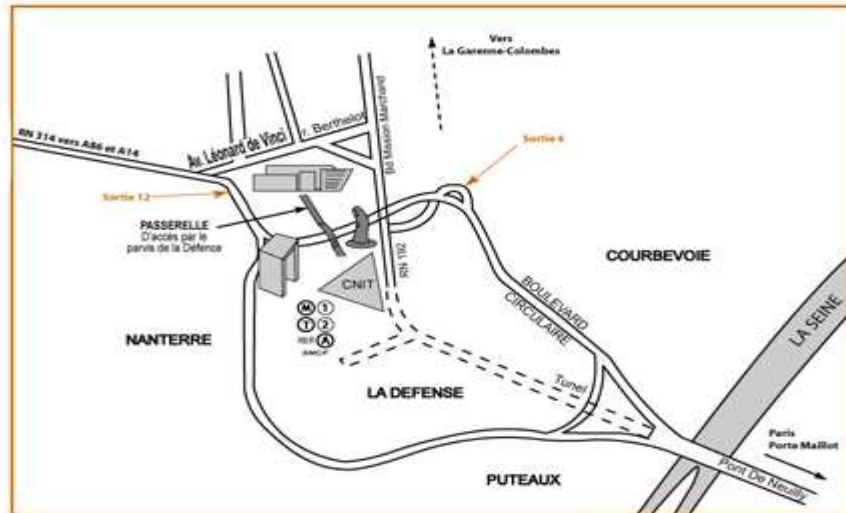 Vers
La Garenne-Colombes
RN 314 vers A86 et A14
Av. Léonard de Vinci
r. Berthelot
Bd Mission Marchand
Sortie 6
Sortie 12
PASSERELLE
D'accès par le
parvis de la Défence
RN 192
CNIT
COURBEVOIE
BOULEVARD
CIRCULAIRE
LA SEINE
M 1
T 2
RER A
SNCF
NANTERRE
LA DEFENSE
Tunel
Paris
Porte Maillot
Pont De Neuilly
PUTEAUX